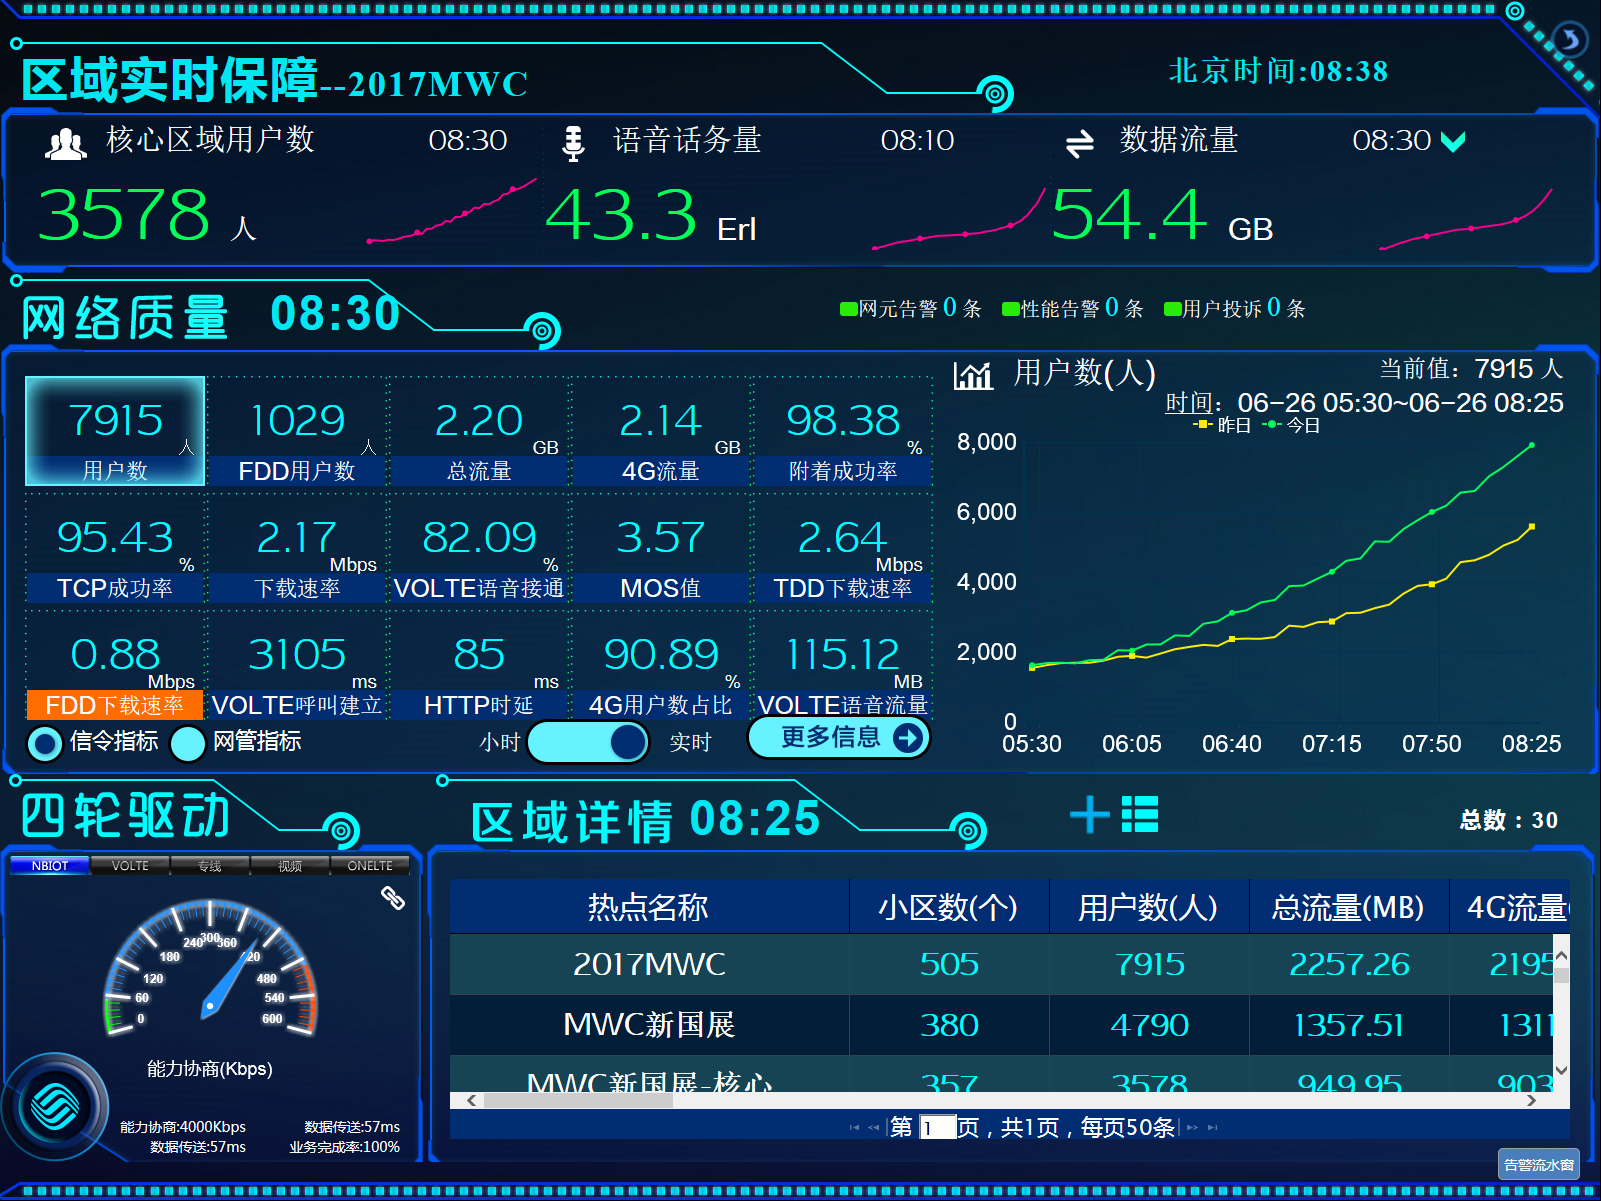 区域实时保障--2017MWC
北京时间:08:38
核心区域用户数 08:30
3578 人
语音话务量 08:10
43.3 Erl
数据流量 08:30
54.4 GB
网络质量 08:30
网元告警 0 条 性能告警 0 条 用户投诉 0 条
7915 人
用户数
1029 人
FDD用户数
2.20 GB
总流量
2.14 GB
4G流量
98.38 %
附着成功率
95.43 %
TCP成功率
2.17 Mbps
下载速率
82.09 %
VOLTE语音接通
3.57
MOS值
2.64 Mbps
TDD下载速率
0.88 Mbps
FDD下载速率
3105 ms
VOLTE呼叫建立
85 ms
HTTP时延
90.89 %
4G用户数占比
115.12 MB
VOLTE语音流量
信令指标 网管指标 小时 实时 更多信息
用户数(人)
当前值：7915 人
时间：06-26 05:30~06-26 08:25
昨日 今日
8,000
6,000
4,000
2,000
0
05:30 06:05 06:40 07:15 07:50 08:25
四轮驱动
NBIOT VOLTE 专线 视频 ONELTE
0 60 120 180 240 300 360 420 480 540 600
能力协商(Kbps)
能力协商:4000Kbps 数据传送:57ms
数据传送:57ms 业务完成率:100%
区域详情 08:25
总数：30
热点名称 小区数(个) 用户数(人) 总流量(MB) 4G流量(
2017MWC 505 7915 2257.26 2195
MWC新国展 380 4790 1357.51 1311
MWC新国展-核心 357 3578 949.95 903
第 1 页，共1页，每页50条
告警流水窗